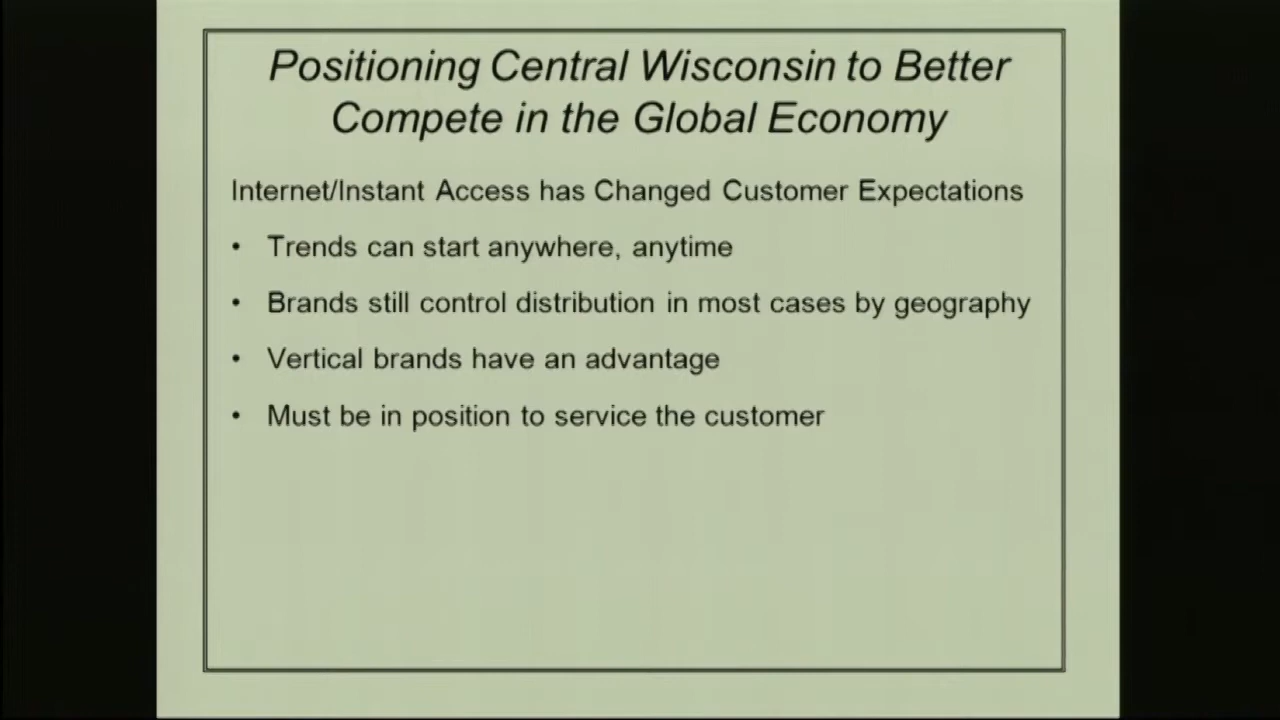 Positioning Central Wisconsin to Better
Compete in the Global Economy
Internet/Instant Access has Changed Customer Expectations
• Trends can start anywhere, anytime
• Brands still control distribution in most cases by geography
• Vertical brands have an advantage
• Must be in position to service the customer